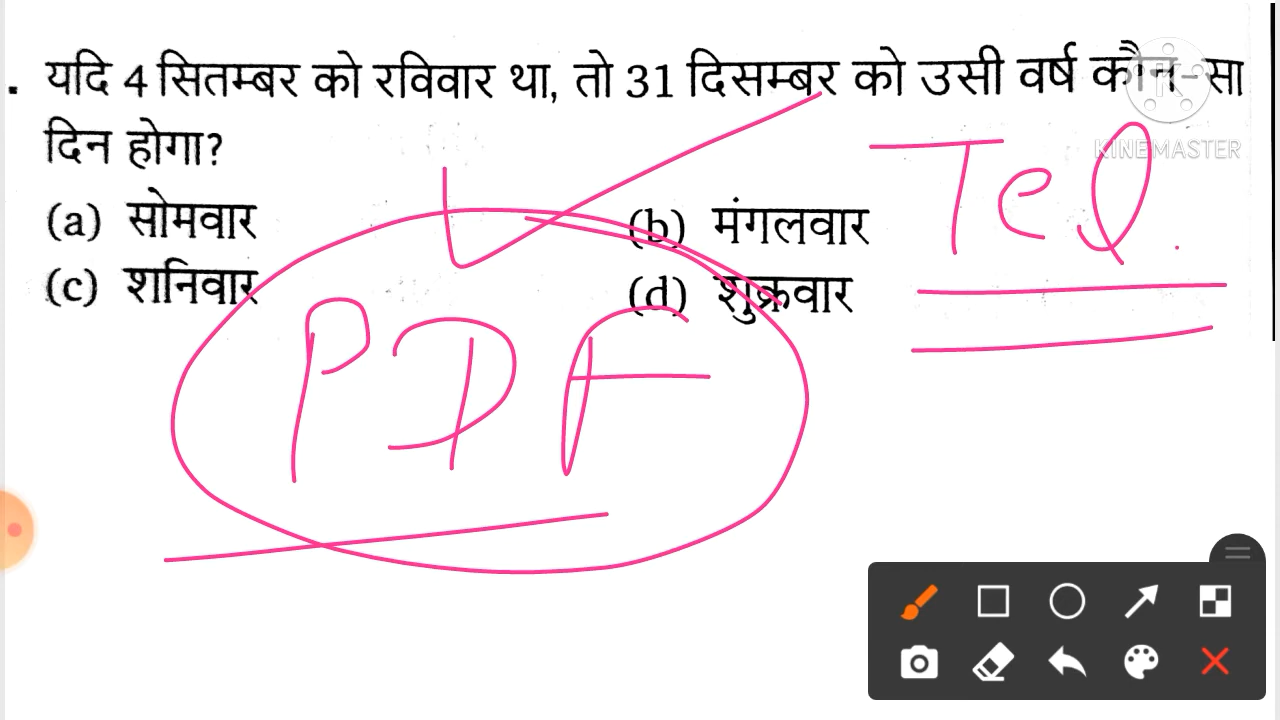 . यदि 4 सितम्बर को रविवार था, तो 31 दिसम्बर को उसी वर्ष कौन-सा
दिन होगा?
(a) सोमवार
(b) मंगलवार
(c) शनिवार
(d) शुक्रवार
KINEMASTER
Tel.
PDF